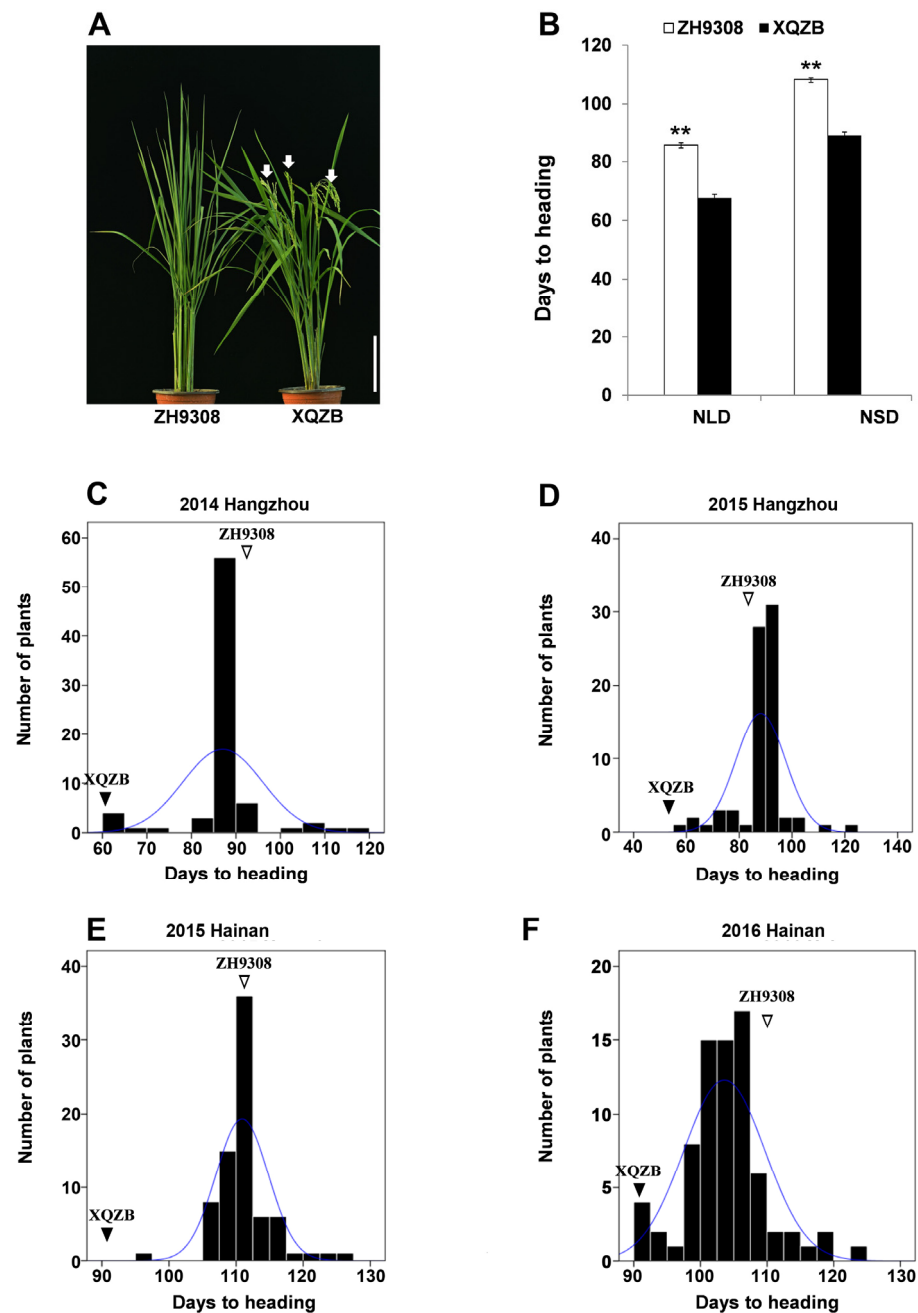 A
ZH9308
XQZB
B
ZH9308 XQZB
Days to heading
120
100
80
60
40
20
0
**
**
NLD
NSD
C
2014 Hangzhou
ZH9308
XQZB
Number of plants
60
50
40
30
20
10
0
60 70 80 90 100 110 120
Days to heading
D
2015 Hangzhou
ZH9308
XQZB
Number of plants
40
30
20
10
0
40 60 80 100 120 140
Days to heading
E
2015 Hainan
ZH9308
XQZB
Number of plants
40
30
20
10
0
90 100 110 120 130
Days to heading
F
2016 Hainan
ZH9308
XQZB
Number of plants
20
15
10
5
0
90 100 110 120 130
Days to heading